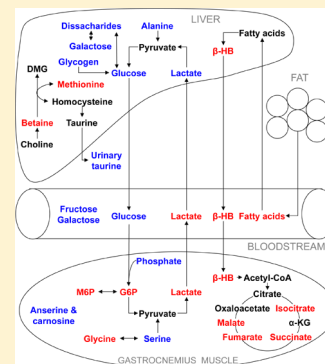 LIVER
Dissacharides
Alanine
Fatty acids
Galactose
Pyruvate
β-HB
Glycogen
DMG
Glucose
Lactate
Methionine
FAT
Homocysteine
Betaine
Taurine
Choline
Urinary
taurine
Fructose
Galactose
Glucose
Lactate
β-HB
Fatty acids
BLOODSTREAM
Phosphate
β-HB
Acetyl-CoA
M6P
G6P
Lactate
Citrate
Oxaloacetate
Isocitrate
Anserine &
carnosine
Pyruvate
Malate
α-KG
Glycine
Serine
Fumarate
Succinate
GASTROCNEMIUS MUSCLE